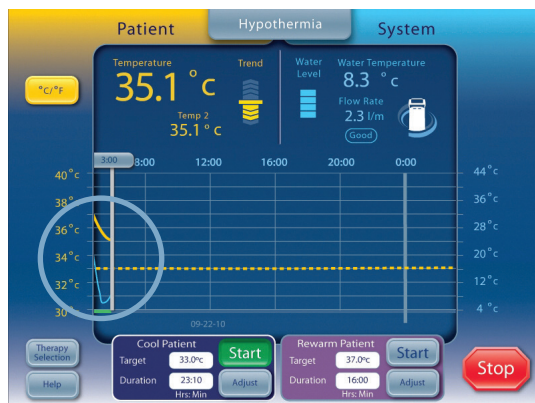 Patient
Hypothermia
System
°C/°F
Temperature
35.1 °c
Trend
Temp 2
35.1 ° c
Water
Level
Water Temperature
8.3 ° c
Flow Rate
2.3 l/m
Good
3:00
8:00
12:00
16:00
20:00
0:00
40°c
38°c
36°c
34°c
32°c
30°c
44°c
36°c
28°c
20°c
12°c
4°c
09-22-10
Therapy
Selection
Help
Cool Patient
Target 33.0ºc Start
Duration 23:10 Adjust
Hrs: Min
Rewarm Patient
Target 37.0ºc Start
Duration 16:00 Adjust
Hrs: Min
Stop